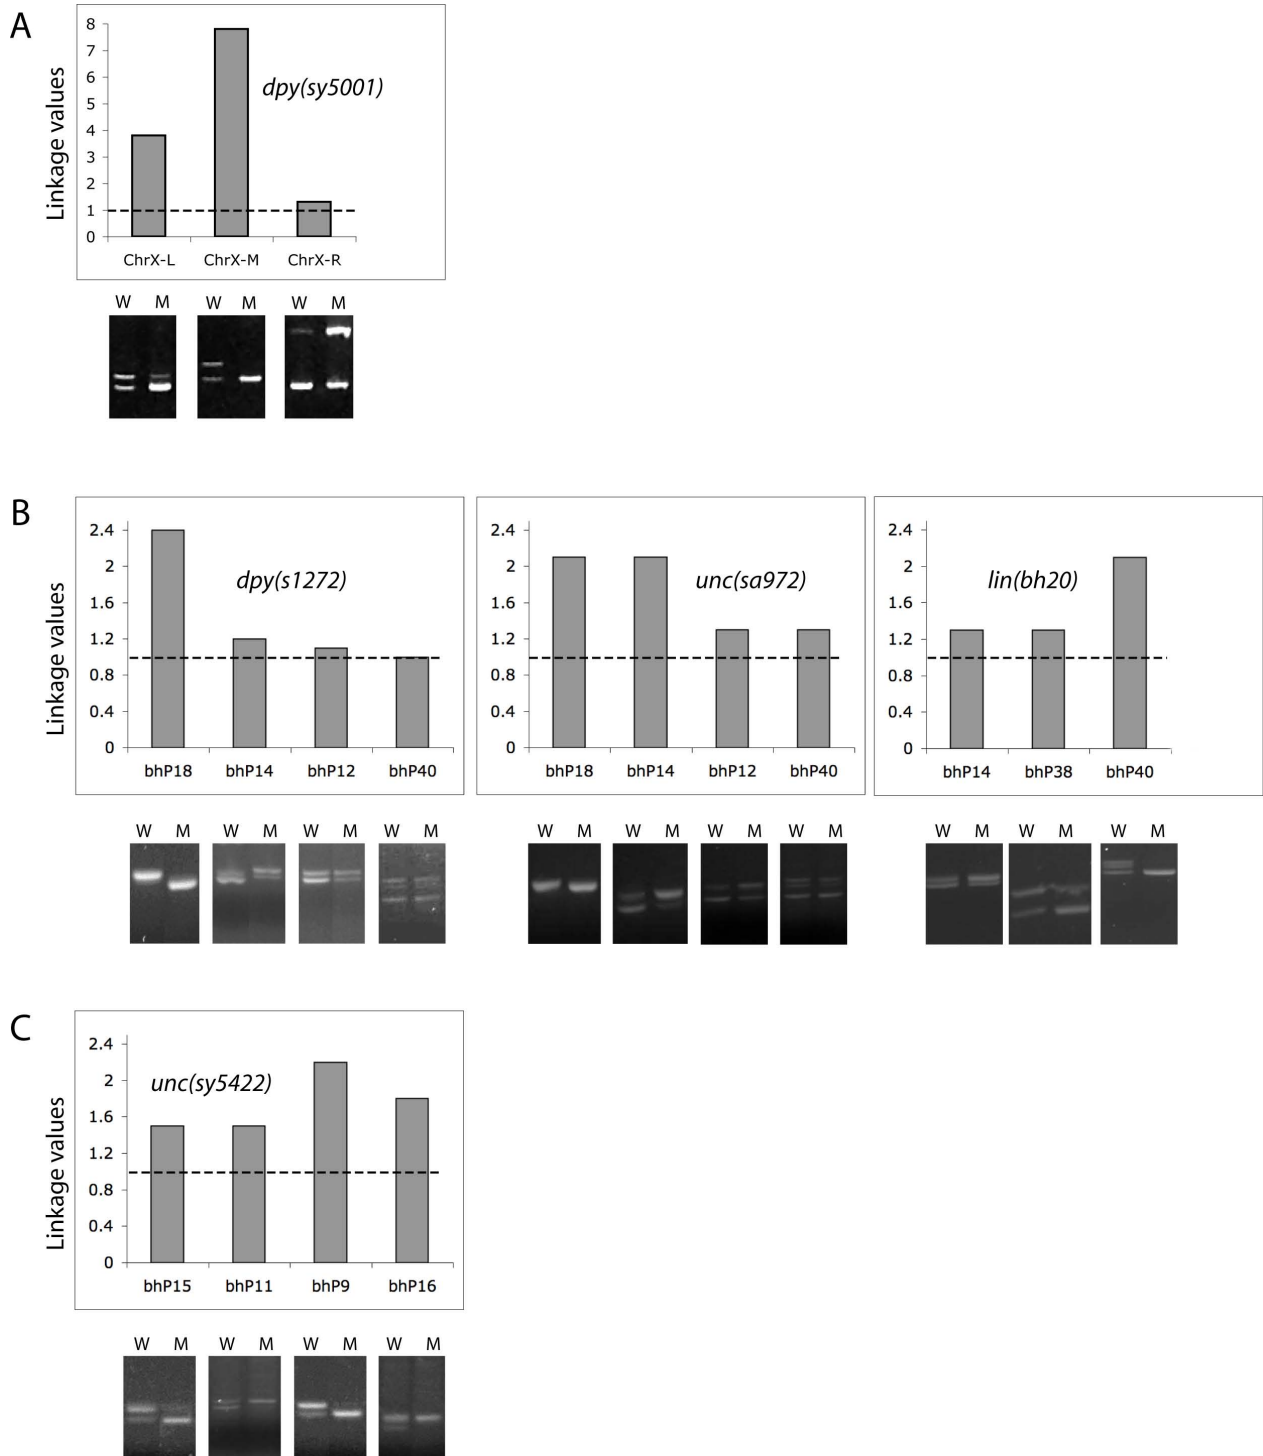 A
Linkage values
8
7
6
5
4
3
2
1
0
dpy(sy5001)
ChrX-L ChrX-M ChrX-R
W M W M W M
B
Linkage values
2.4
2
1.6
1.2
0.8
0.4
0
dpy(s1272)
bhP18 bhP14 bhP12 bhP40
2.4
2
1.6
1.2
0.8
0.4
0
unc(sa972)
bhP18 bhP14 bhP12 bhP40
2.4
2
1.6
1.2
0.8
0.4
0
lin(bh20)
bhP14 bhP38 bhP40
W M W M W M W M
W M W M W M W M
W M W M W M
C
Linkage values
2.4
2
1.6
1.2
0.8
0.4
0
unc(sy5422)
bhP15 bhP11 bhP9 bhP16
W M W M W M W M